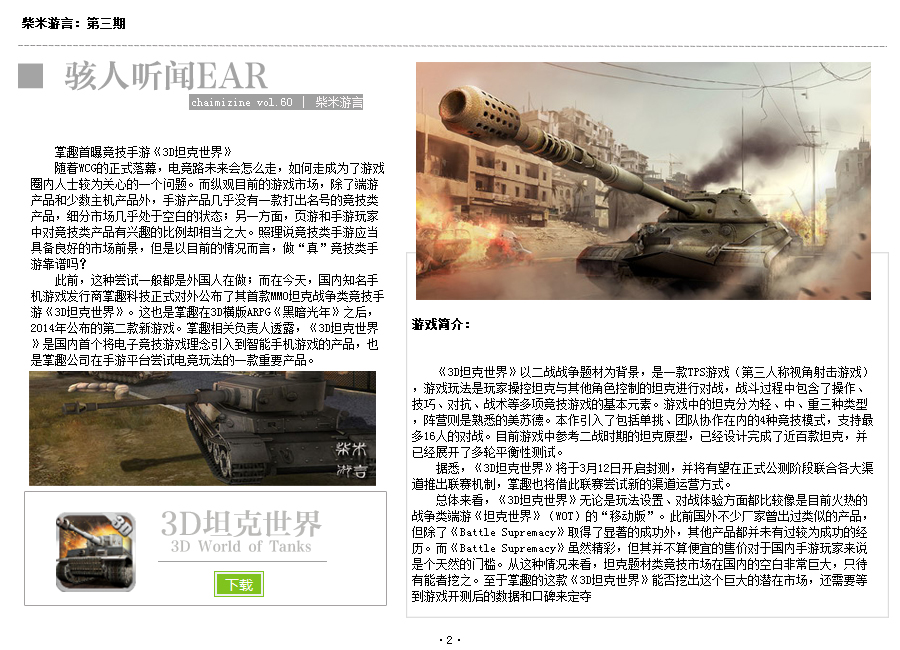 柴米游言：第三期
骇人听闻EAR
chaimizine vol.60 | 柴米游言
掌趣首曝竞技手游《3D坦克世界》
随着WCG的正式落幕，电竞路未来会怎么走，如何走成为了游戏
圈内人士较为关心的一个问题。而纵观目前的游戏市场，除了端游
产品和少数主机产品外，手游产品几乎没有一款打出名号的竞技类
产品，细分市场几乎处于空白的状态；另一方面，页游和手游玩家
中对竞技类产品有兴趣的比例却相当之大。照理说竞技类手游应当
具备良好的市场前景，但是以目前的情况而言，做“真”竞技类手
游靠谱吗？
此前，这种尝试一般都是外国人在做；而在今天，国内知名手
机游戏发行商掌趣科技正式对外公布了其首款MMO坦克战争类竞技手
游《3D坦克世界》。这也是掌趣在3D横版ARPG《黑暗光年》之后，
2014年公布的第二款新游戏。掌趣相关负责人透露，《3D坦克世界
》是国内首个将电子竞技游戏理念引入到智能手机游戏的产品，也
是掌趣公司在手游平台尝试电竞玩法的一款重要产品。
柴米
游言
3D
3D坦克世界
3D World of Tanks
下载
游戏简介：
《3D坦克世界》以二战战争题材为背景，是一款TPS游戏（第三人称视角射击游戏）
，游戏玩法是玩家操控坦克与其他角色控制的坦克进行对战，战斗过程中包含了操作、
技巧、对抗、战术等多项竞技游戏的基本元素。游戏中的坦克分为轻、中、重三种类型
，阵营则是熟悉的美苏德。本作引入了包括单挑、团队协作在内的4种竞技模式，支持最
多16人的对战。目前游戏中参考二战时期的坦克原型，已经设计完成了近百款坦克，并
已经展开了多轮平衡性测试。
据悉，《3D坦克世界》将于3月12日开启封测，并将有望在正式公测阶段联合各大渠
道推出联赛机制，掌趣也将借此联赛尝试新的渠道运营方式。
总体来看，《3D坦克世界》无论是玩法设置、对战体验方面都比较像是目前火热的
战争类端游《坦克世界》（WOT）的“移动版”。此前国外不少厂家曾出过类似的产品，
但除了《Battle Supremacy》取得了显著的成功外，其他产品都并未有过较为成功的经
历。而《Battle Supremacy》虽然精彩，但其并不算便宜的售价对于国内手游玩家来说
是个天然的门槛。从这种情况来看，坦克题材类竞技市场在国内的空白非常巨大，只待
有能者挖之。至于掌趣的这款《3D坦克世界》能否挖出这个巨大的潜在市场，还需要等
到游戏开测后的数据和口碑来定夺
·2·